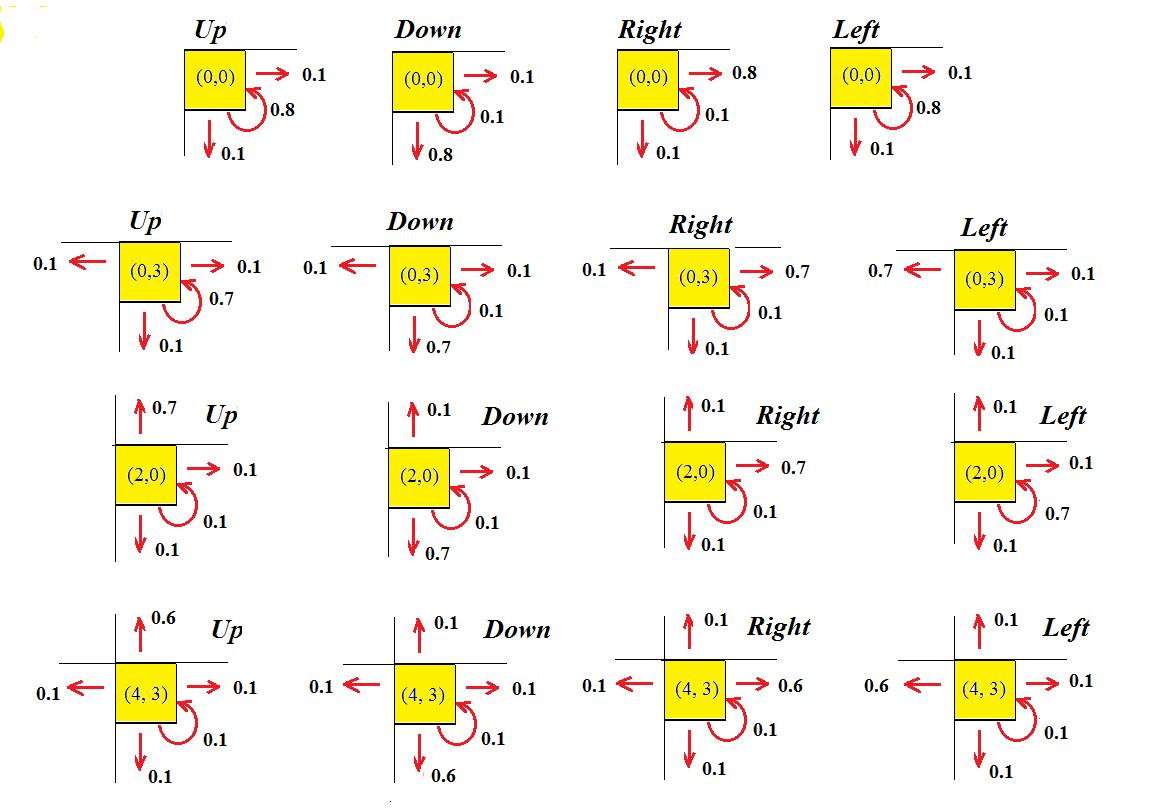 Up Down Right Left
(0,0) 0.1 (0,0) 0.1 (0,0) 0.8 (0,0) 0.1
0.8 0.1 0.1 0.8
0.1 0.8 0.1 0.1
Up Down Right Left
0.1 (0,3) 0.1 0.1 (0,3) 0.1 0.1 (0,3) 0.7 0.7 (0,3) 0.1
0.7 0.1 0.1 0.1
0.1 0.7 0.1 0.1
0.7 Up 0.1 Down 0.1 Right 0.1 Left
(2,0) 0.1 (2,0) 0.1 (2,0) 0.7 (2,0) 0.1
0.1 0.1 0.1 0.7
0.1 0.7 0.1 0.1
0.6 Up 0.1 Down 0.1 Right 0.1 Left
0.1 (4, 3) 0.1 0.1 (4, 3) 0.1 0.1 (4, 3) 0.6 0.6 (4, 3) 0.1
0.1 0.1 0.1 0.1
0.1 0.6 0.1 0.1